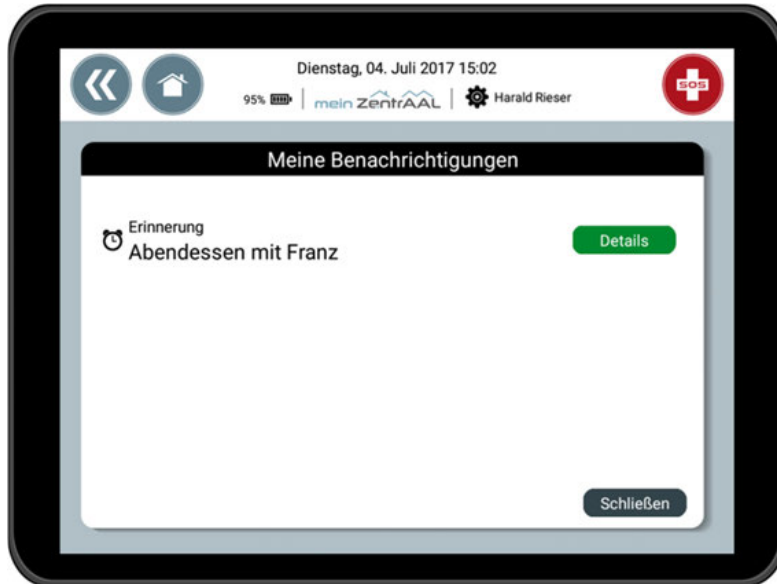 Dienstag, 04. Juli 2017 15:02
95% mein ZentrAAL Harald Rieser
SOS
Meine Benachrichtigungen
Erinnerung
Abendessen mit Franz
Details
Schließen